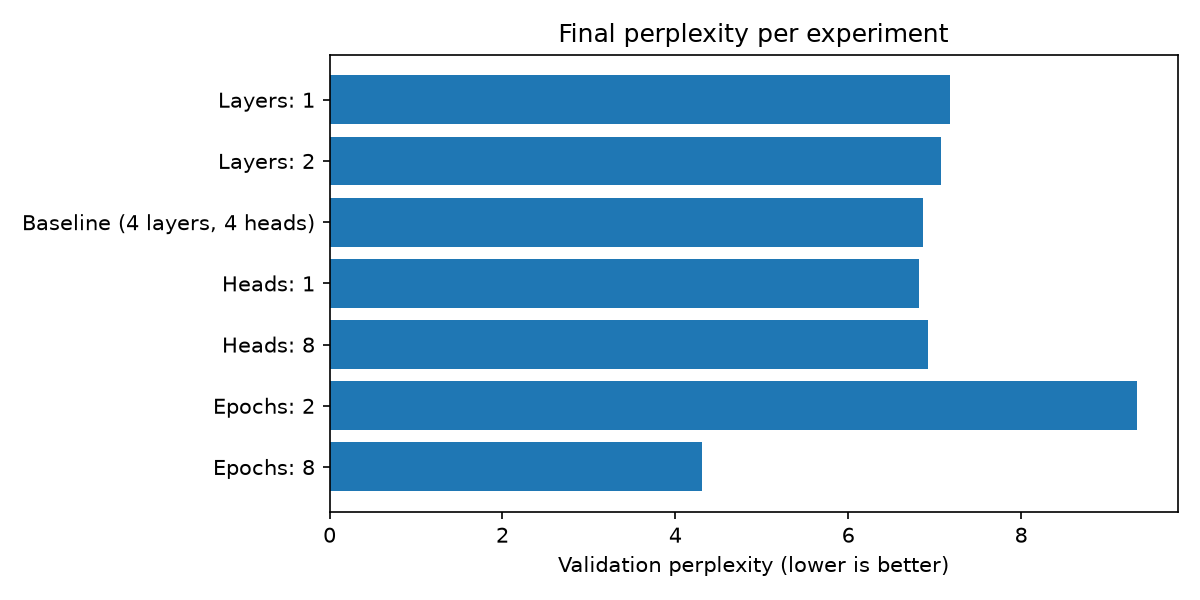 Final perplexity per experiment
Layers: 1
Layers: 2
Baseline (4 layers, 4 heads)
Heads: 1
Heads: 8
Epochs: 2
Epochs: 8
0 2 4 6 8
Validation perplexity (lower is better)